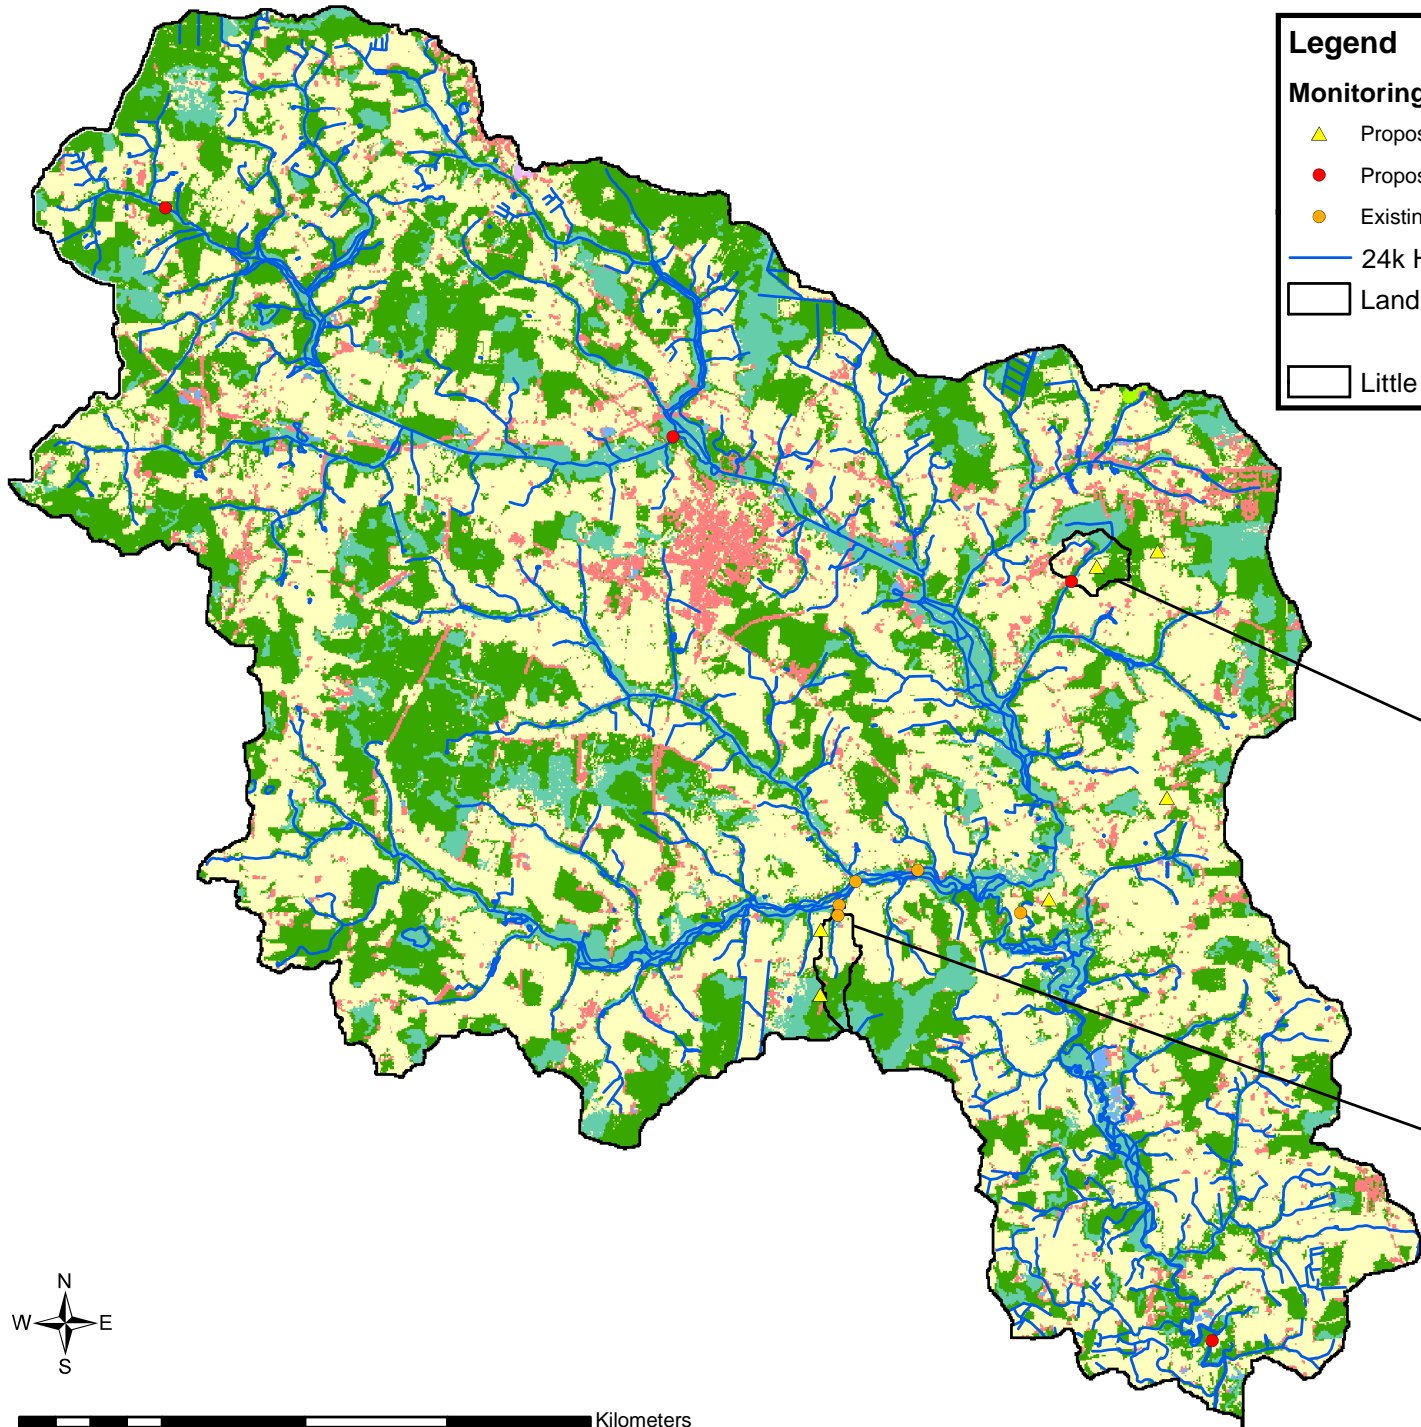 Legend
Monitoring
Propos
Propos
Existin
24k H
Land
Little
N
W E
S
Kilometers